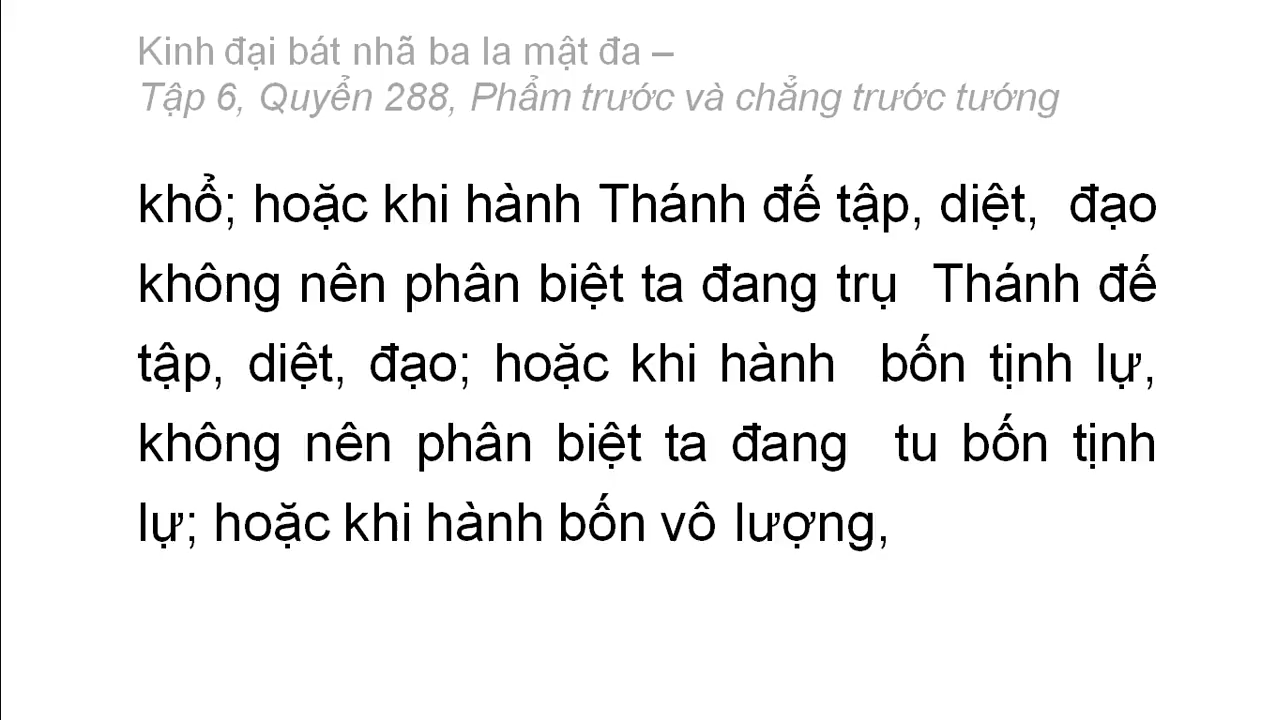 Kinh đại bát nhã ba la mật đa –
Tập 6, Quyển 288, Phẩm trước và chẳng trước tướng
khổ; hoặc khi hành Thánh đế tập, diệt, đạo
không nên phân biệt ta đang trụ Thánh đế
tập, diệt, đạo; hoặc khi hành bốn tịnh lự,
không nên phân biệt ta đang tu bốn tịnh
lự; hoặc khi hành bốn vô lượng,